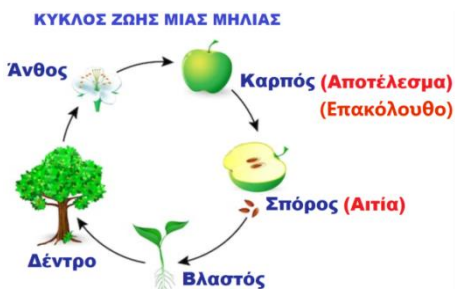 ΚΥΚΛΟΣ ΖΩΗΣ ΜΙΑΣ ΜΗΛΙΑΣ
Άνθος
Καρπός (Αποτέλεσμα)
(Επακόλουθο)
Σπόρος (Αιτία)
Βλαστός
Δέντρο